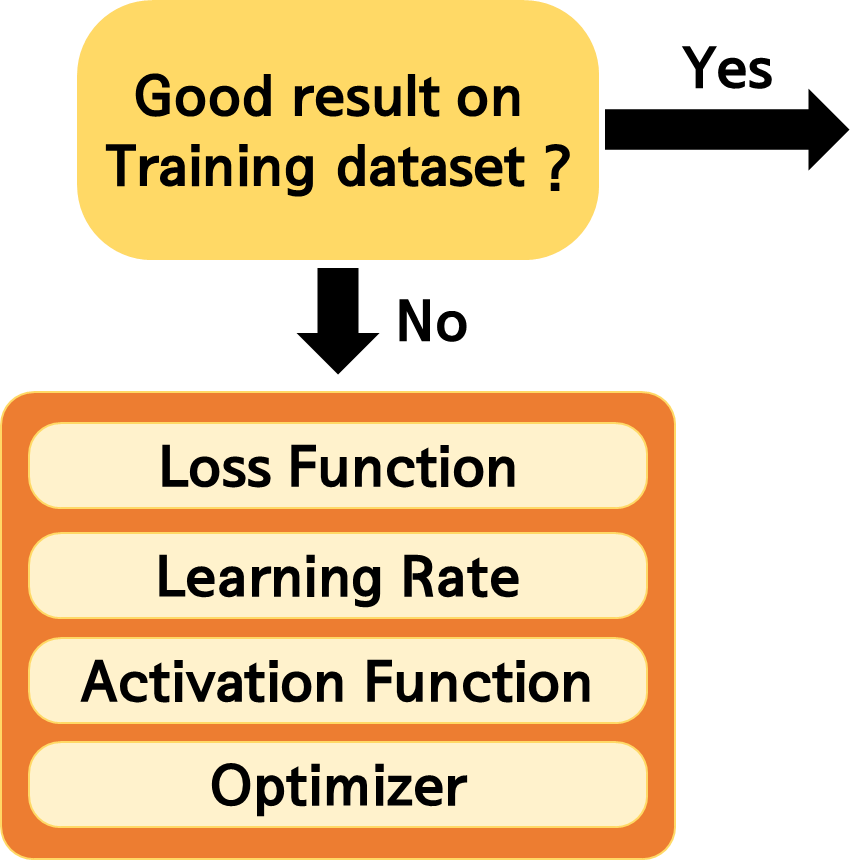 Good result on
Training dataset ?
Yes
No
Loss Function
Learning Rate
Activation Function
Optimizer